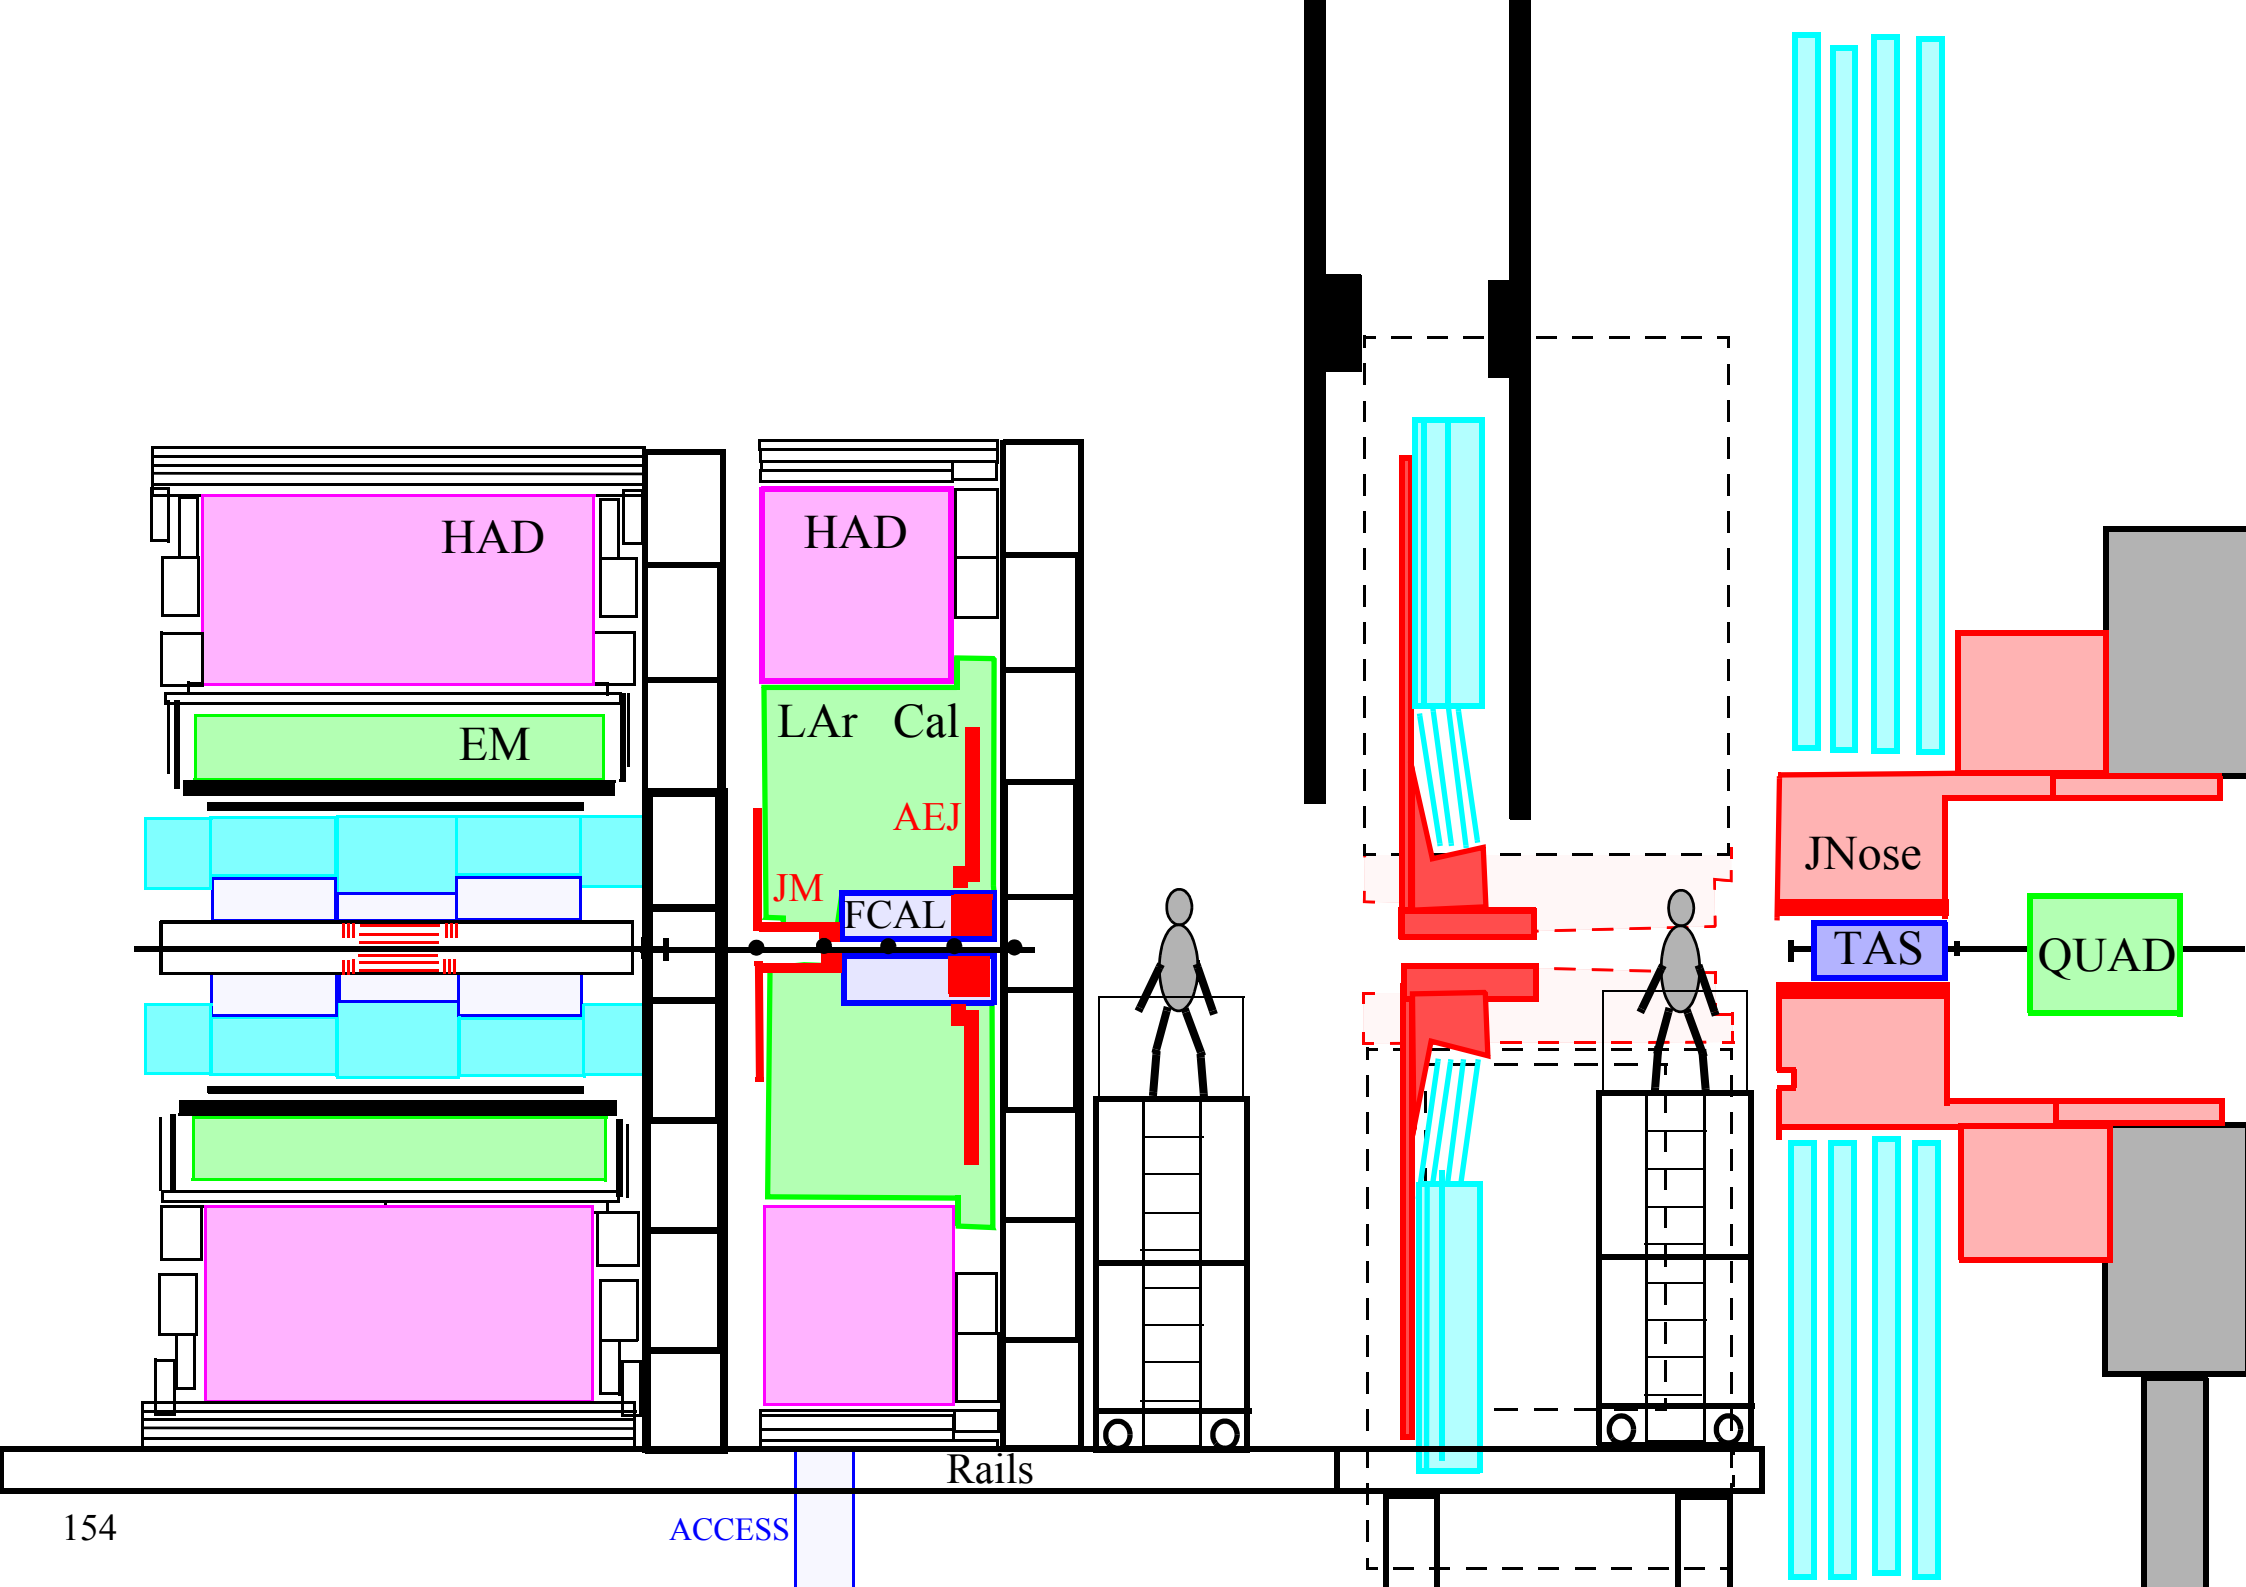 HAD
HAD
EM
LAr Cal
AEJ
JM
FCAL
JNose
TAS
QUAD
Rails
154
ACCESS